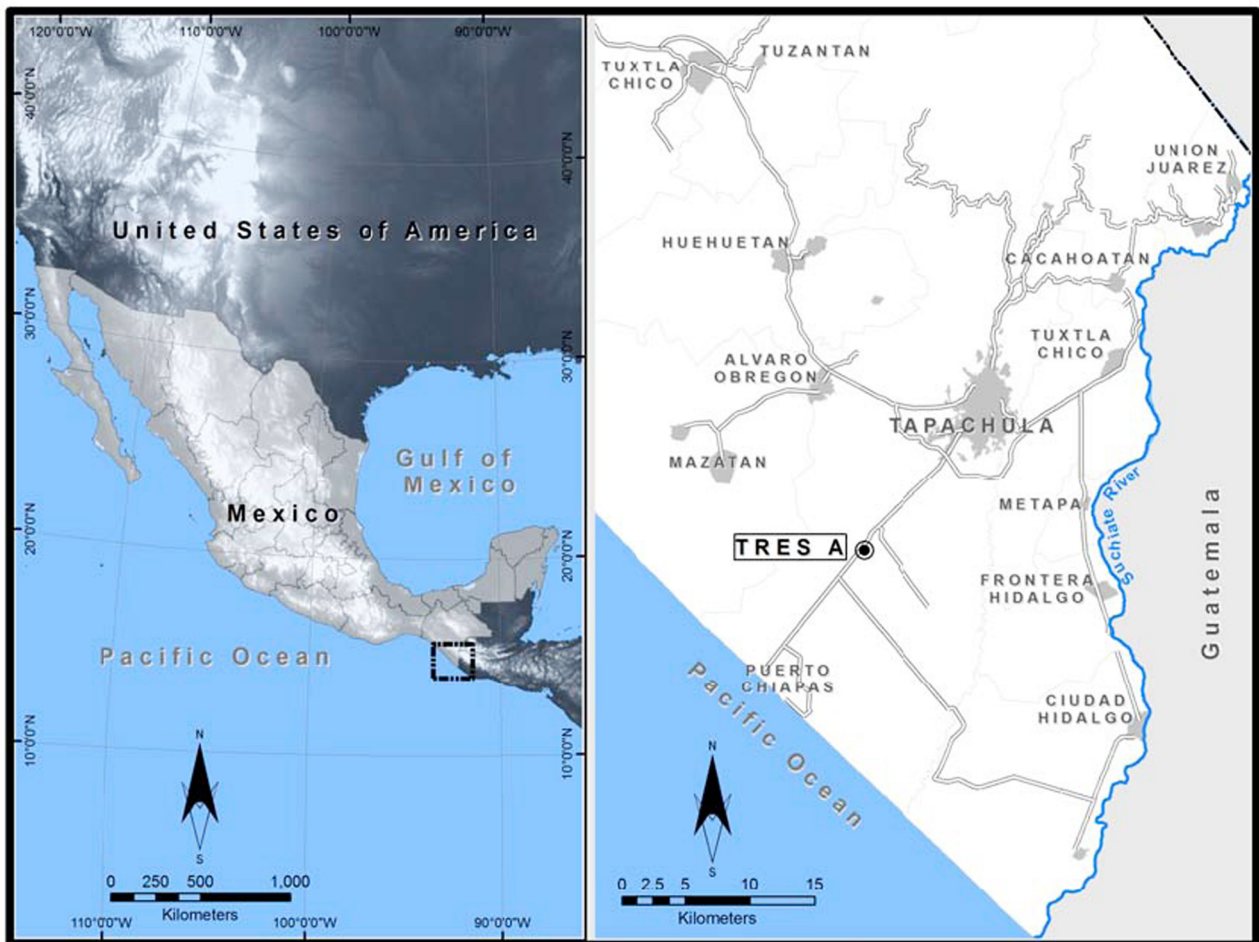 120°0'0"W
110°0'0"W
100°0'0"W
90°0'0"W
40°0'0"N
40°0'0"N
United States of America
30°0'0"N
30°0'0"N
Gulf of
Mexico
Mexico
20°0'0"N
20°0'0"N
Pacific Ocean
10°0'0"N
10°0'0"N
N
S
0 250 500 1,000
Kilometers
110°0'0"W
100°0'0"W
90°0'0"W
TUXTLA
CHICO
TUZANTAN
UNION
JUAREZ
HUEHUETAN
CACAHOATAN
TUXTLA
CHICO
ALVARO
OBREGON
TAPACHULA
MAZATAN
METAPA
Suchiate River
TRES A
FRONTERA
HIDALGO
Guatemala
PUERTO
CHIAPAS
Pacific Ocean
CIUDAD
HIDALGO
N
S
0 2.5 5 10 15
Kilometers